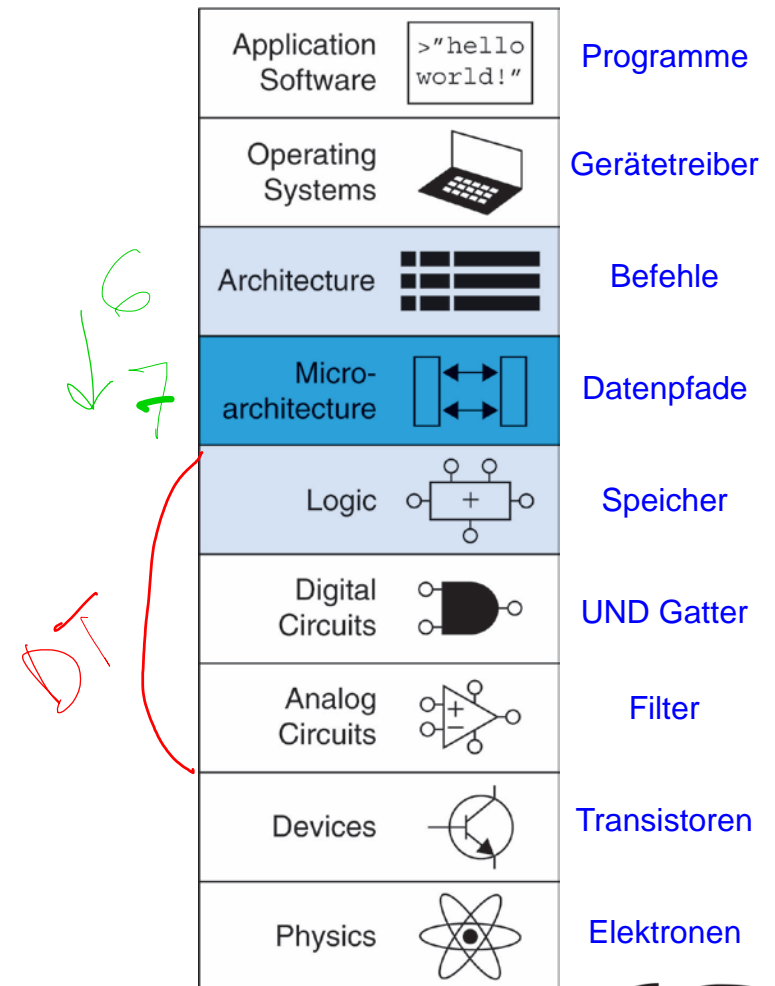 Application
Software
>"hello
world!"
Programme
Operating
Systems
Gerätetreiber
Architecture
Befehle
6
7
Micro-
architecture
Datenpfade
Logic
+
Speicher
DT
Digital
Circuits
UND Gatter
Analog
Circuits
+
−
Filter
Devices
Transistoren
Physics
Elektronen